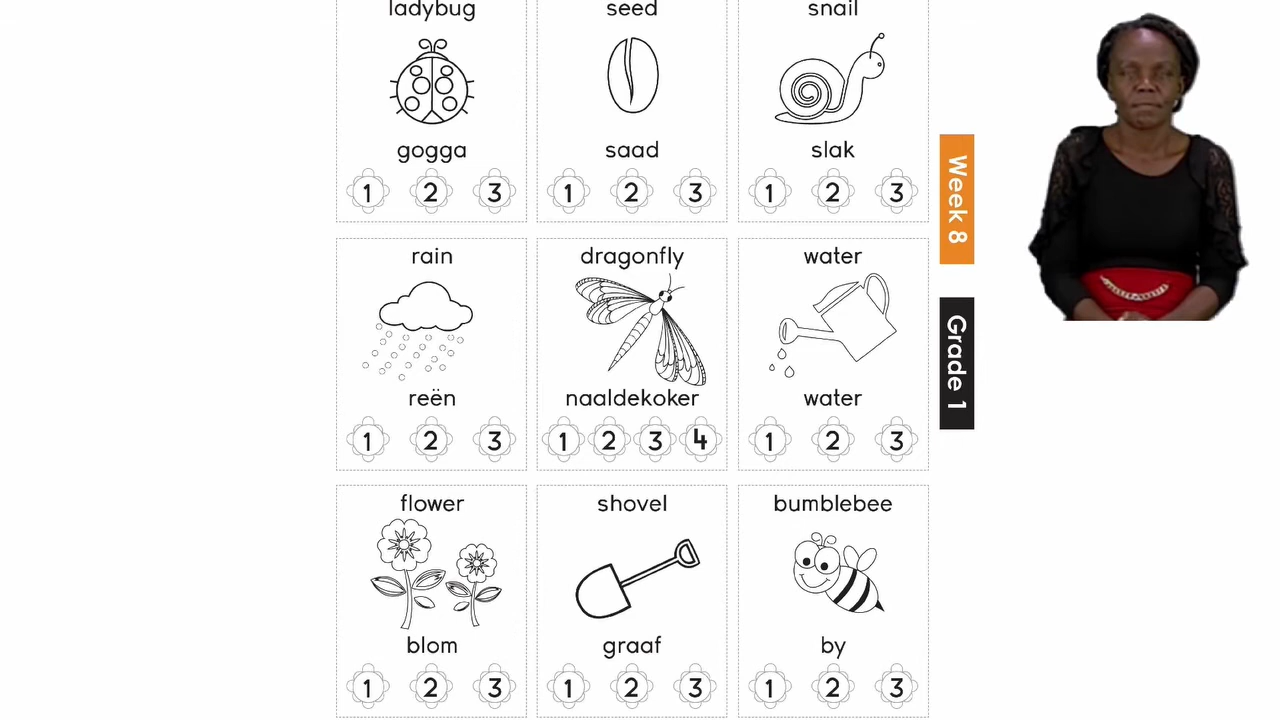 ladybug
seed
snail
gogga
saad
slak
1 2 3
1 2 3
1 2 3
rain
dragonfly
water
reën
naaldekoker
water
1 2 3
1 2 3 4
1 2 3
flower
shovel
bumblebee
blom
graaf
by
1 2 3
1 2 3
1 2 3
Week 8
Grade 1